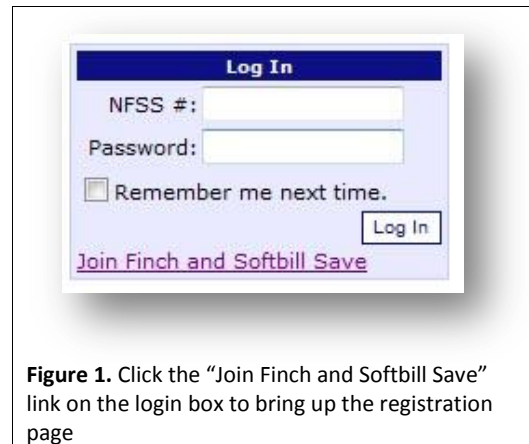 Log In
NFSS #:
Password:
Remember me next time.
Log In
Join Finch and Softbill Save
Figure 1. Click the “Join Finch and Softbill Save”
link on the login box to bring up the registration
page